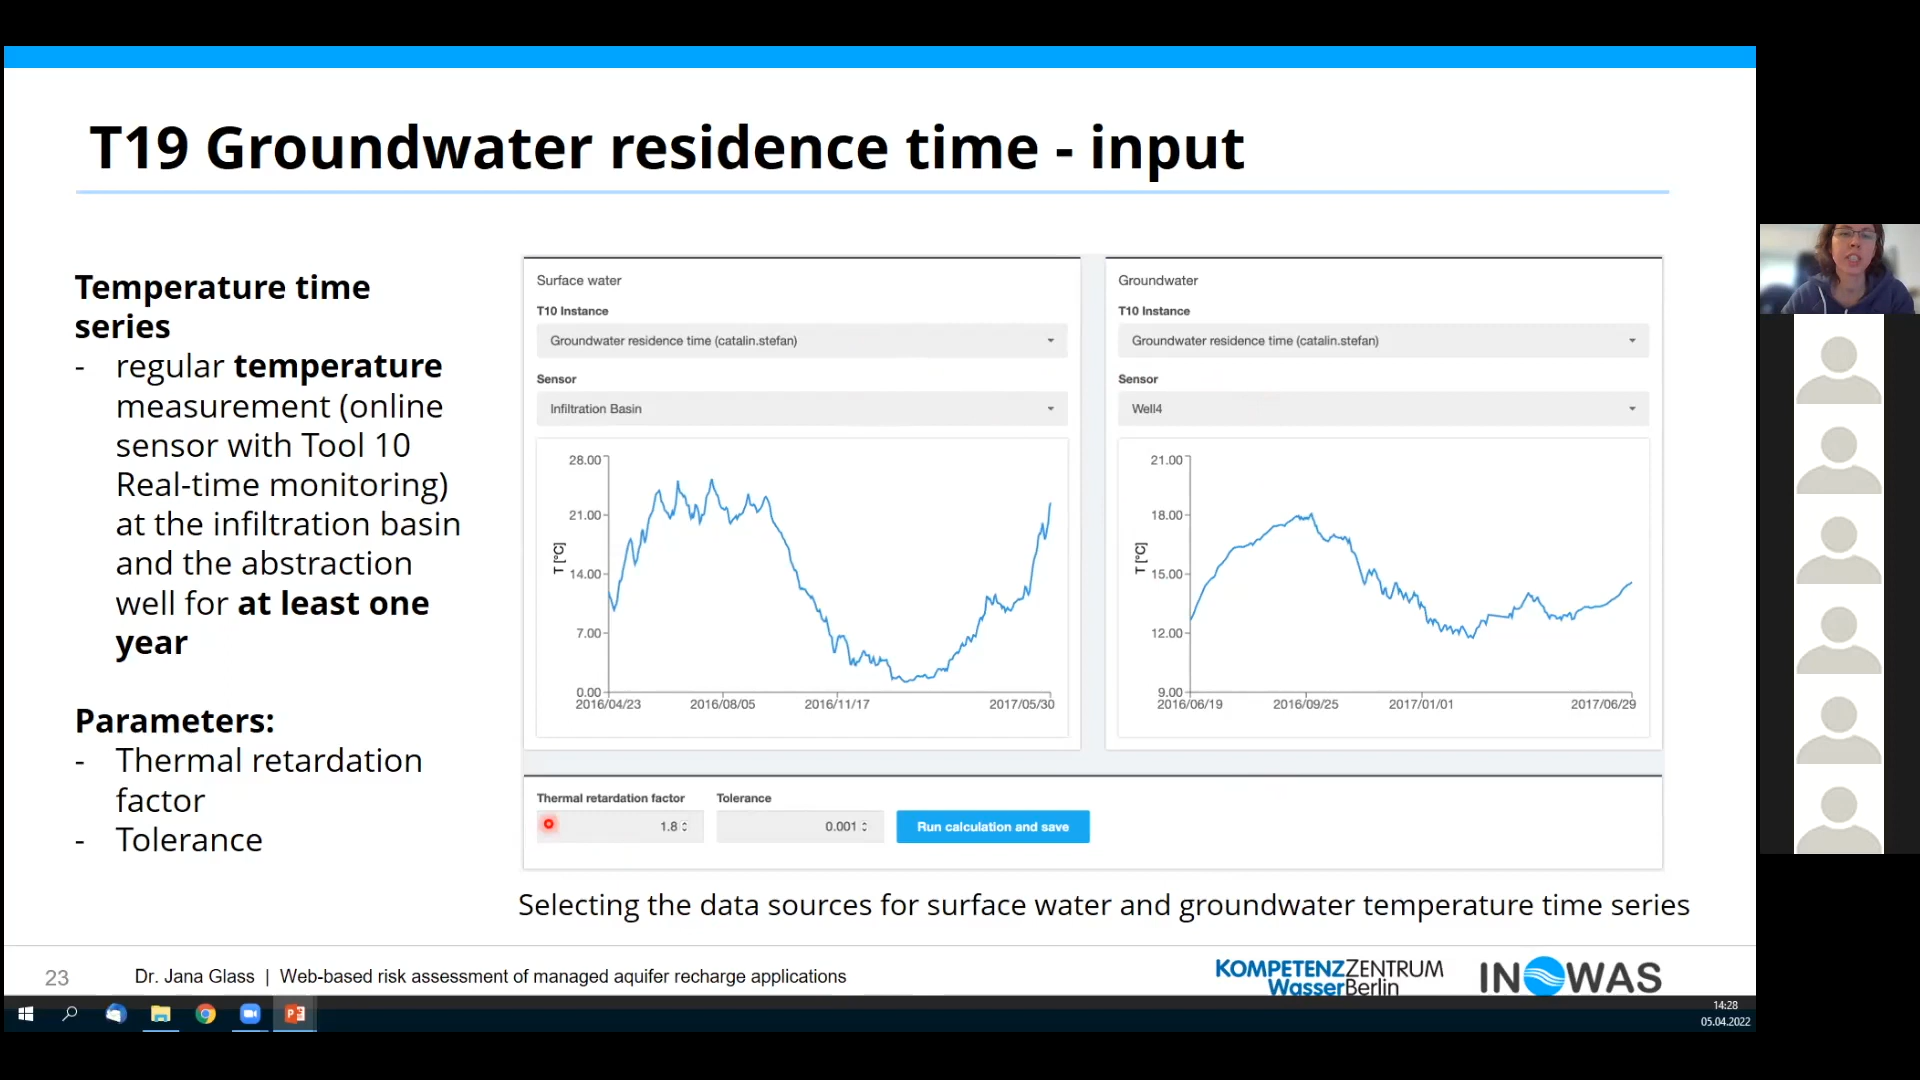 T19 Groundwater residence time - input
Temperature time
series
- regular temperature
measurement (online
sensor with Tool 10
Real-time monitoring)
at the infiltration basin
and the abstraction
well for at least one
year
Parameters:
- Thermal retardation
factor
- Tolerance
Surface water
T10 Instance
Groundwater residence time (catalin.stefan)
Sensor
Infiltration Basin
28.00
21.00
14.00
7.00
0.00
T [°C]
2016/04/23 2016/08/05 2016/11/17 2017/05/30
Groundwater
T10 Instance
Groundwater residence time (catalin.stefan)
Sensor
Well4
21.00
18.00
15.00
12.00
9.00
T [°C]
2016/06/19 2016/09/25 2017/01/01 2017/06/29
Thermal retardation factor Tolerance
1.8 0.001 Run calculation and save
Selecting the data sources for surface water and groundwater temperature time series
23 Dr. Jana Glass | Web-based risk assessment of managed aquifer recharge applications
KOMPETENZZENTRUM
WasserBerlin
INOWAS
14:28
05.04.2022